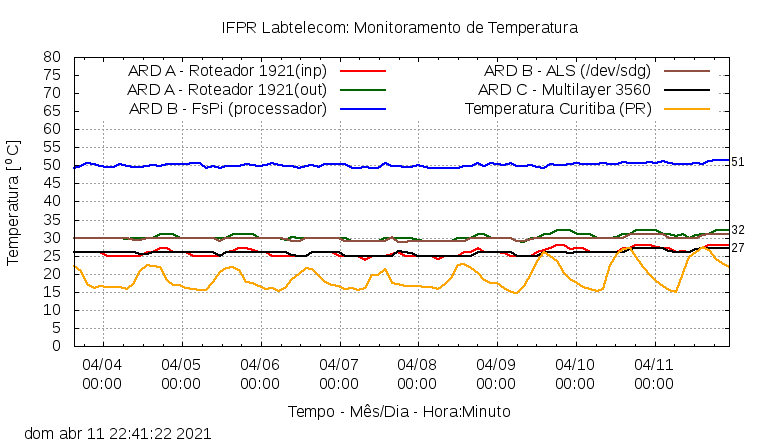 IFPR Labtelecom: Monitoramento de Temperatura
Temperatura [ ºC]
80
75
70
65
60
55
50
45
40
35
30
25
20
15
10
5
0
ARD A - Roteador 1921(inp)
ARD A - Roteador 1921(out)
ARD B - FsPi (processador)
ARD B - ALS (/dev/sdg)
ARD C - Multilayer 3560
Temperatura Curitiba (PR)
51
32
27
04/04 04/05 04/06 04/07 04/08 04/09 04/10 04/11
00:00 00:00 00:00 00:00 00:00 00:00 00:00 00:00
Tempo - Mês/Dia - Hora:Minuto
dom abr 11 22:41:22 2021